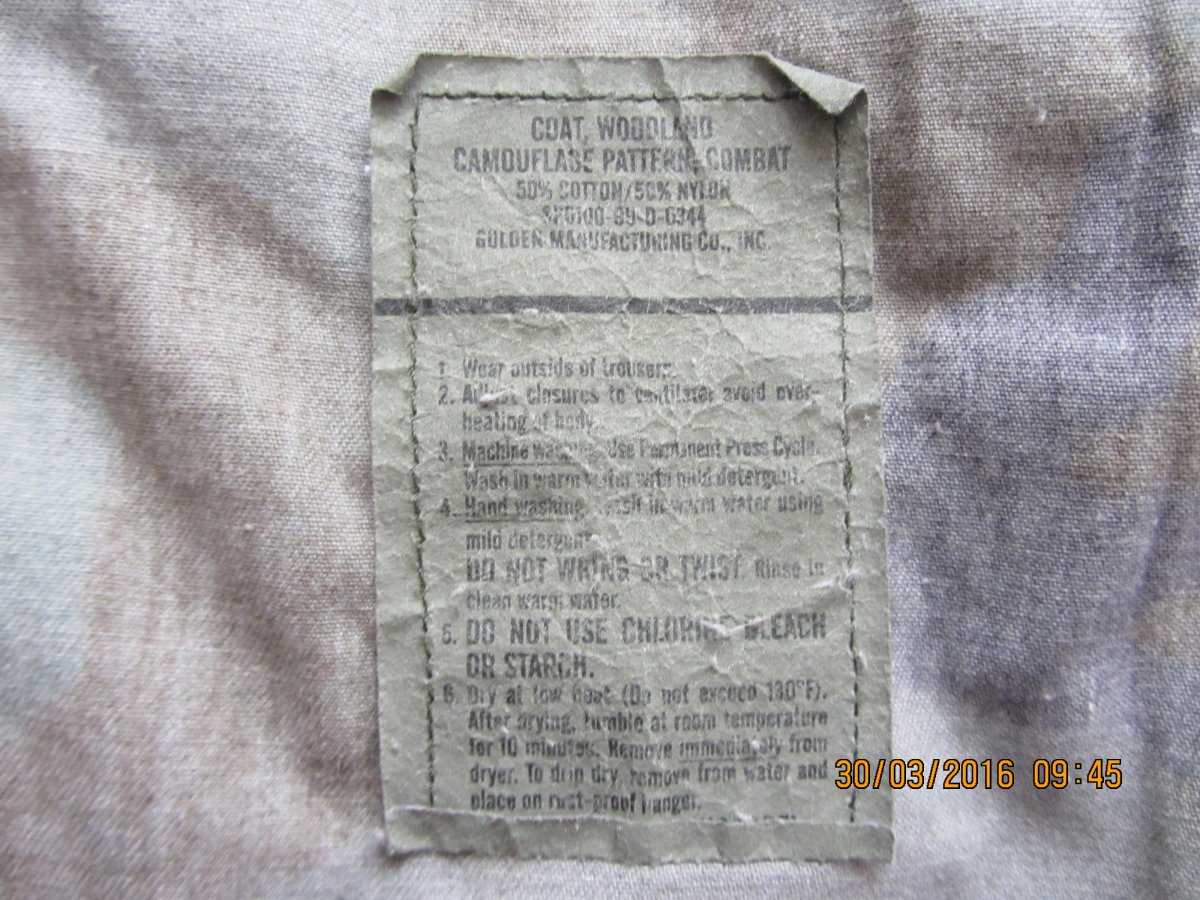 COAT, WOODLAND
CAMOUFLAGE PATTERN, COMBAT
50% COTTON/50% NYLON
GOLDEN MANUFACTURING CO., INC.
1. Wear outside of trousers.
2. Adjust closures to ventilate: avoid over-
heating of body.
3. Machine washing. Use Permanent Press Cycle.
Wash in warm water with mild detergent.
4. Hand washing. Wash in warm water using
mild detergent.
DO NOT WRING OR TWIST. Rinse in
clean warm water.
5. DO NOT USE CHLORINE BLEACH
OR STARCH.
6. Dry at low heat. (Do not exceed 130°F).
After drying, tumble at room temperature
for 10 minutes. Remove immediately from
dryer. To drip dry, remove from water and
place on rust-proof hanger.
30/03/2016 09:45